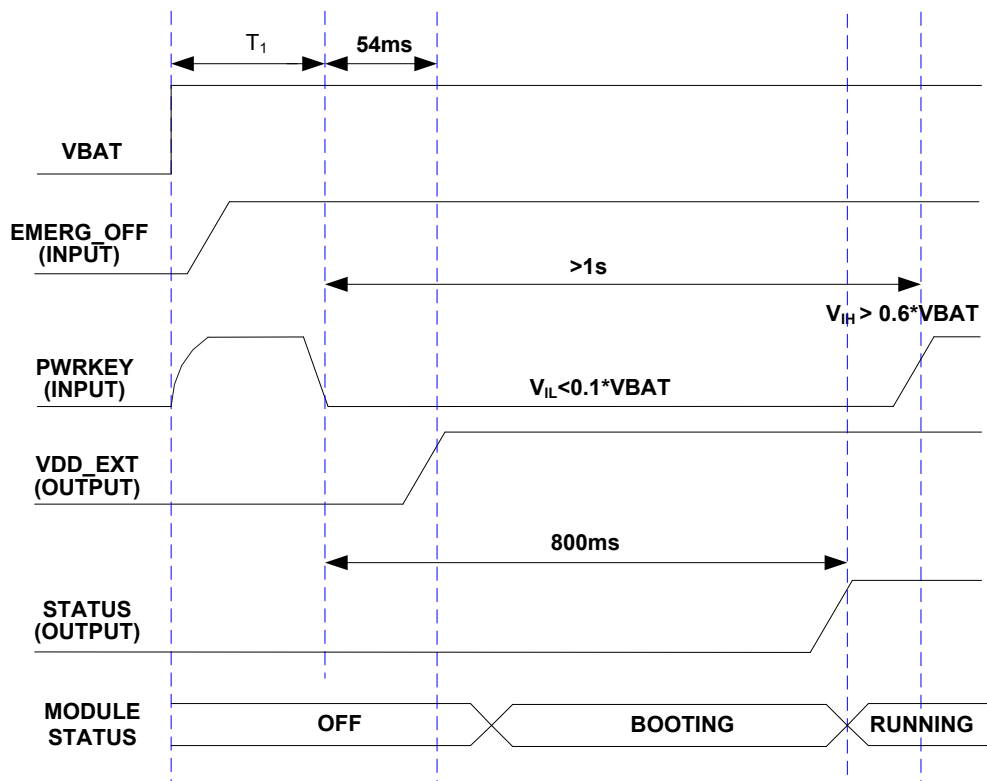 T₁
54ms
VBAT
EMERG_OFF
(INPUT)
>1s
VIH > 0.6*VBAT
PWRKEY
(INPUT)
VIL<0.1*VBAT
VDD_EXT
(OUTPUT)
800ms
STATUS
(OUTPUT)
MODULE
STATUS
OFF
BOOTING
RUNNING